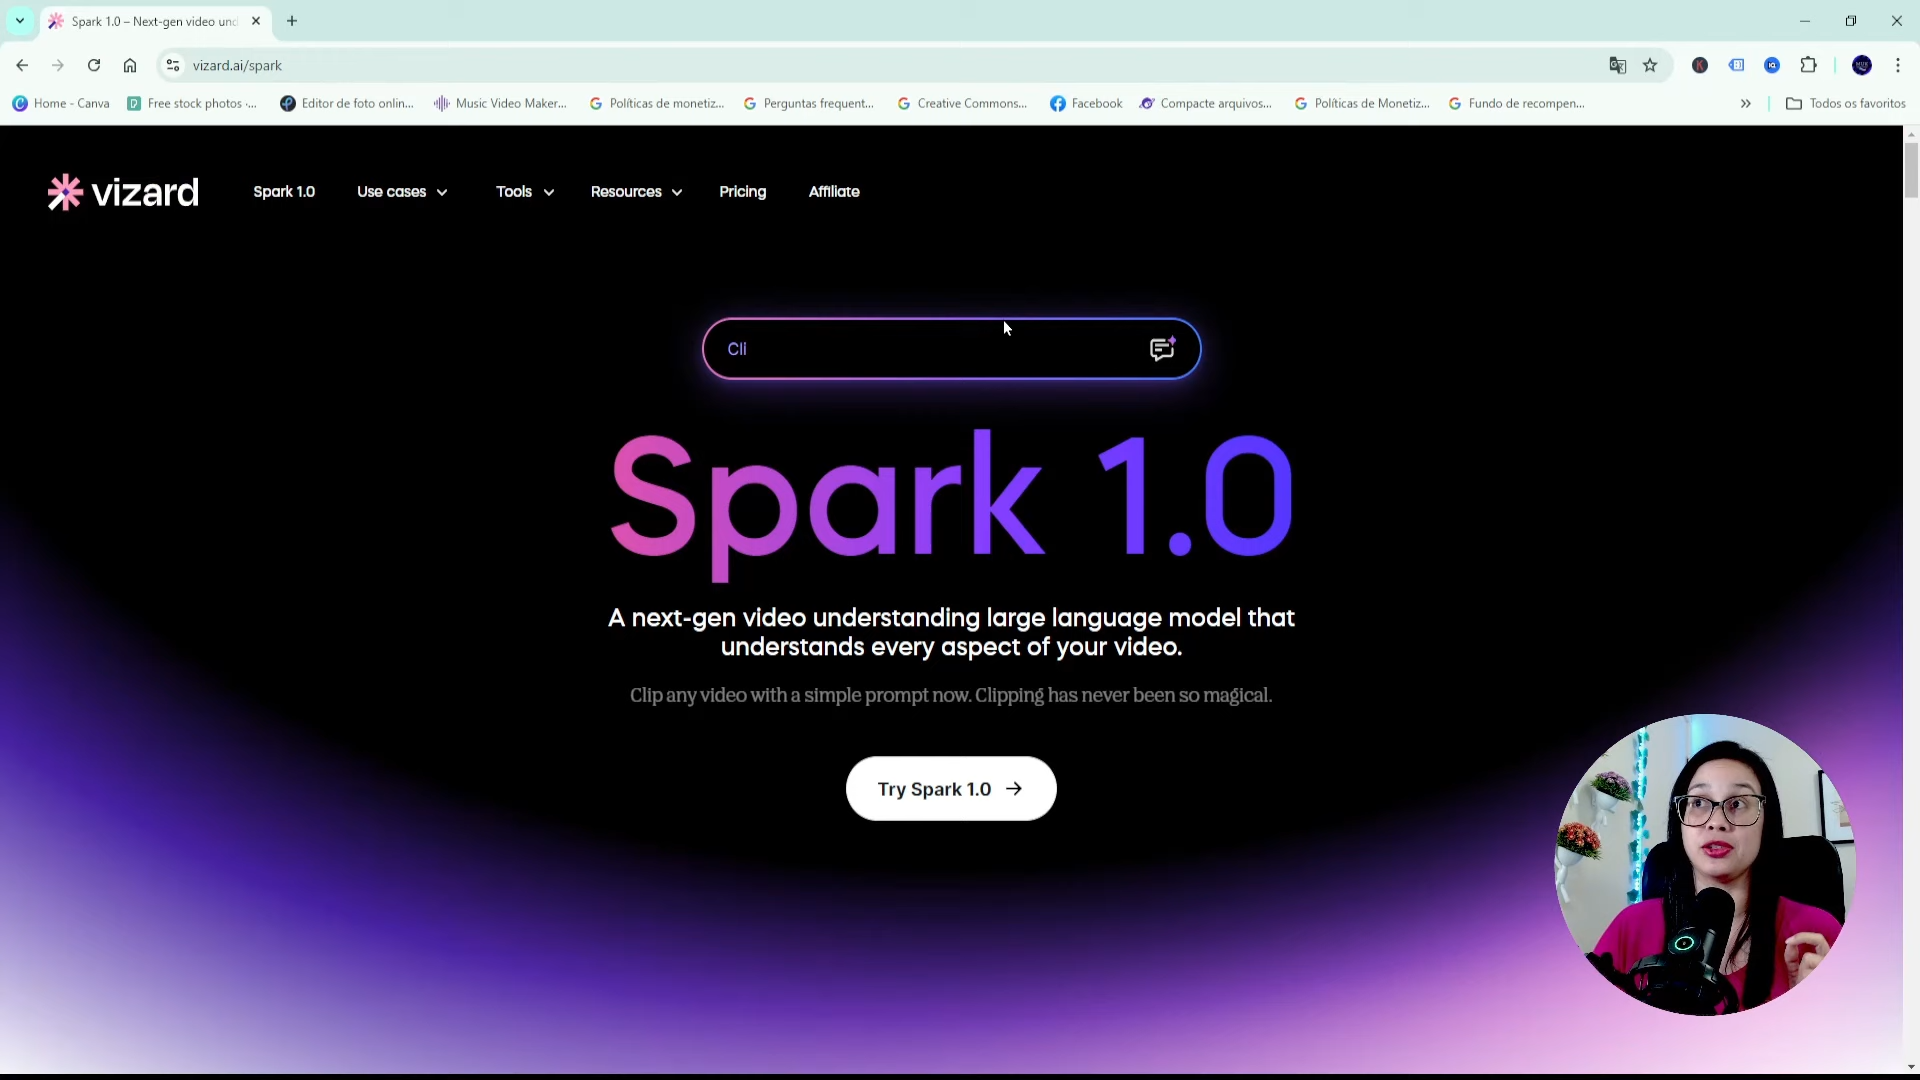 Spark 1.0 – Next-gen video und
vizard.ai/spark
Home - Canva
Free stock photos -...
Editor de foto onlin...
Music Video Maker...
Políticas de monetiz...
Perguntas frequent...
Creative Commons...
Facebook
Compacte arquivos...
Políticas de Monetiz...
Fundo de recompen...
Todos os favoritos
vizard
Spark 1.0
Use cases
Tools
Resources
Pricing
Affiliate
Cli
Spark 1.0
A next-gen video understanding large language model that
understands every aspect of your video.
Clip any video with a simple prompt now. Clipping has never been so magical.
Try Spark 1.0 →